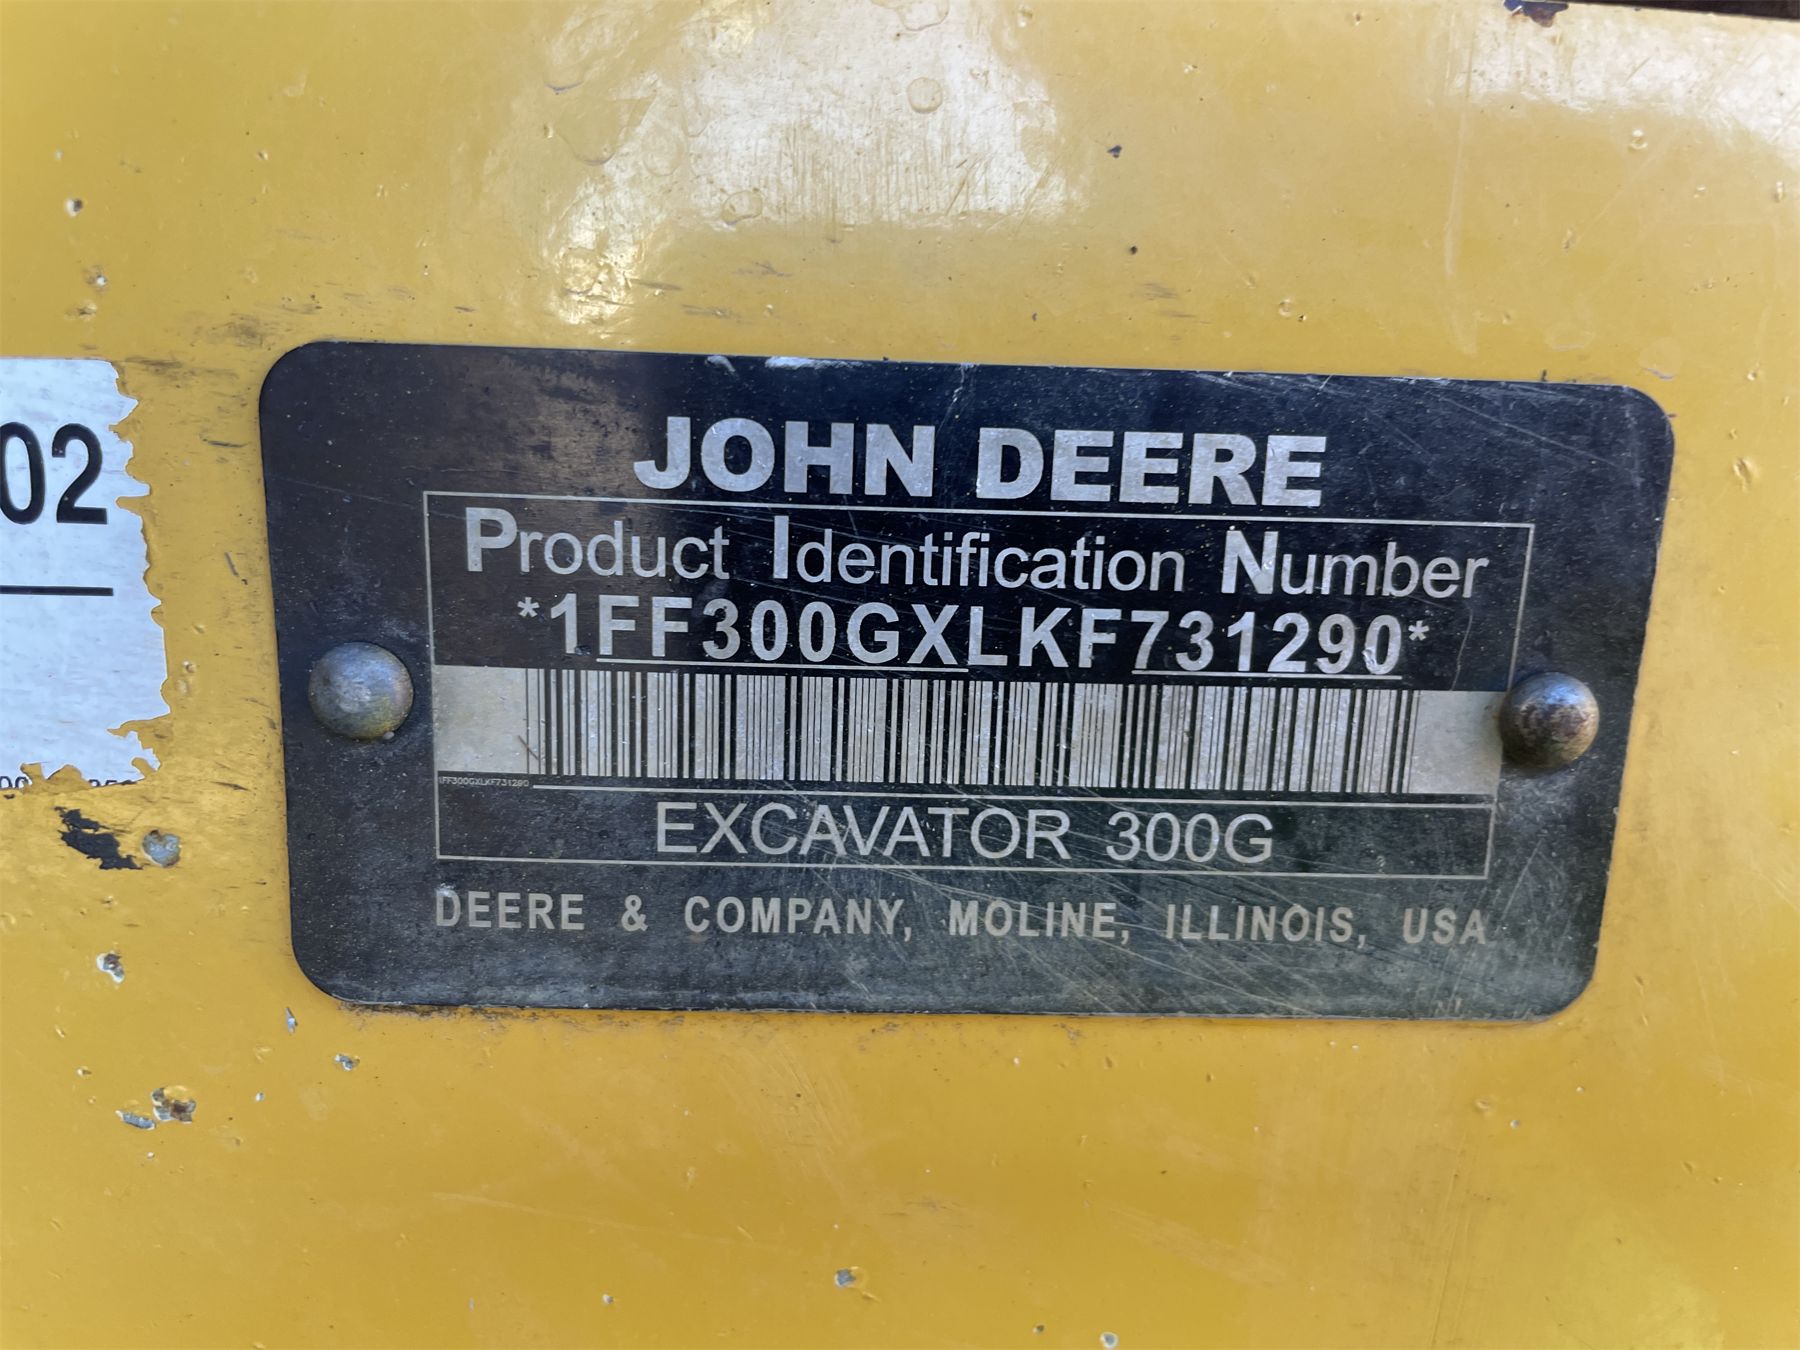 02
JOHN DEERE
Product Identification Number
*1FF300GXLKF731290*
1FF300GXLKF731290
EXCAVATOR 300G
DEERE & COMPANY, MOLINE, ILLINOIS, USA